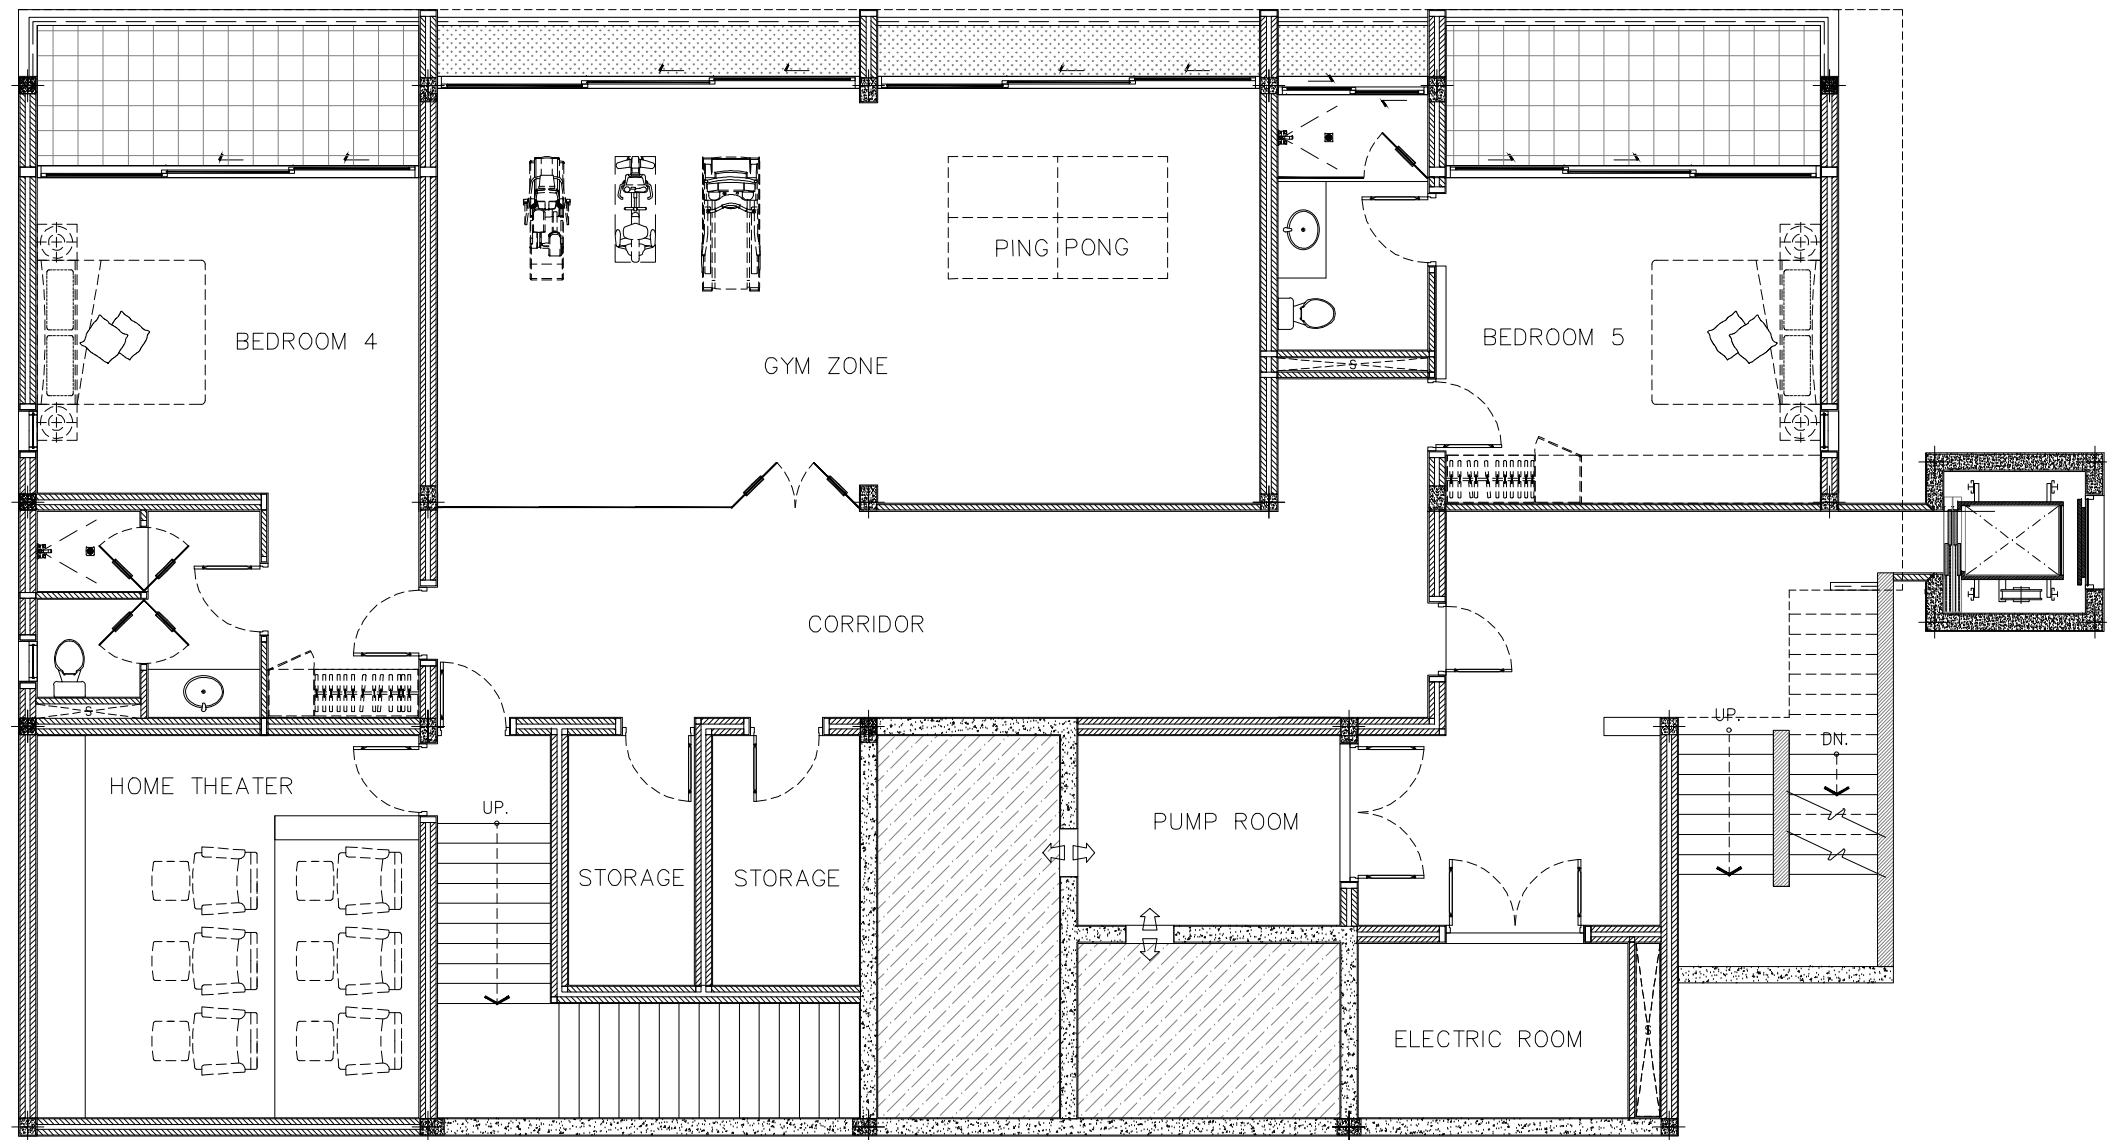 PING PONG
BEDROOM 4
BEDROOM 5
GYM ZONE
S
CORRIDOR
S
UP.
DN.
HOME THEATER
UP.
PUMP ROOM
STORAGE
STORAGE
S
ELECTRIC ROOM